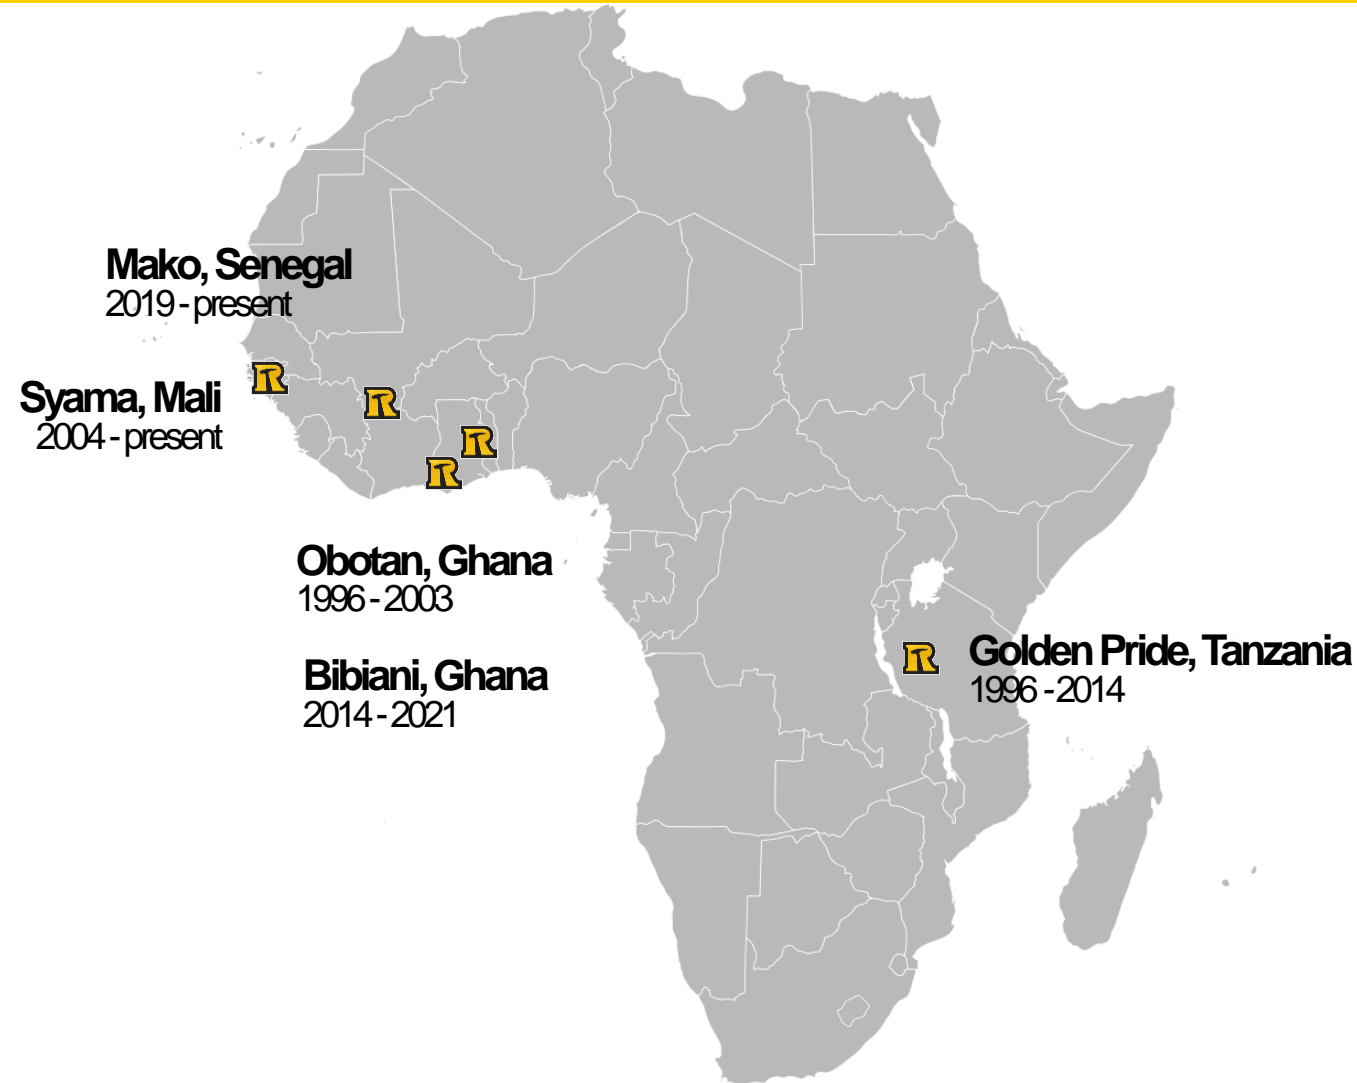 Mako, Senegal
2019 - present
Syama, Mali
2004 - present
Obotan, Ghana
1996 - 2003
Bibiani, Ghana
2014 - 2021
Golden Pride, Tanzania
1996 - 2014
R
R
R
R
R